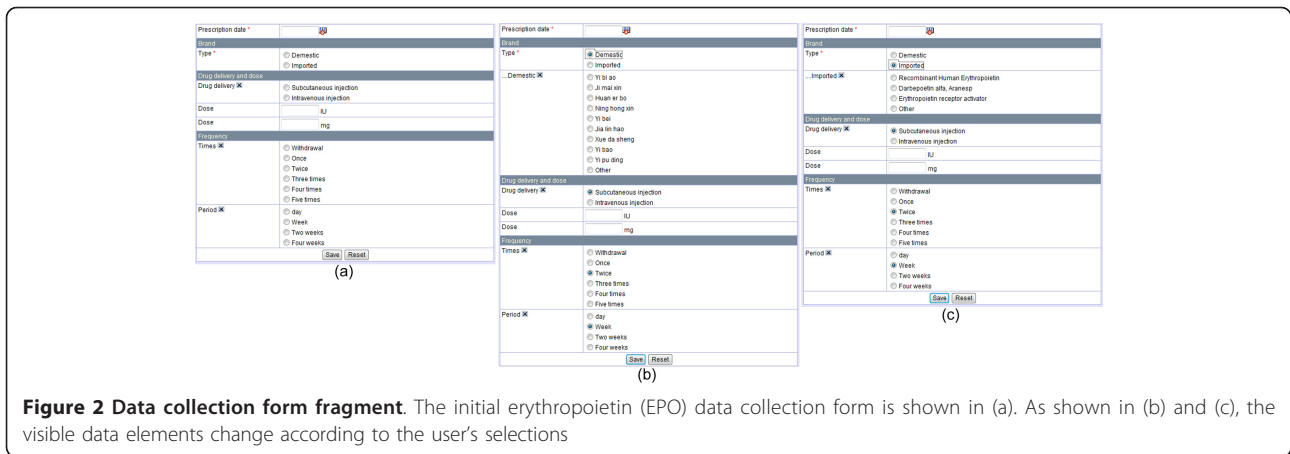 Prescription date *
Brand
Type *
Demestic
Imported
Drug delivery and dose
Drug delivery
Subcutaneous injection
Intravenous injection
Dose
IU
Dose
mg
Frequency
Times
Withdrawal
Once
Twice
Three times
Four times
Five times
Period
day
Week
Two weeks
Four weeks
Save Reset
(a)
Prescription date *
Brand
Type *
Demestic
Imported
...Demestic
Yi bi ao
Ji mai xin
Huan er bo
Ning hong xin
Yi bei
Jia lin hao
Xue da sheng
Yi bao
Yi pu ding
Other
Drug delivery and dose
Drug delivery
Subcutaneous injection
Intravenous injection
Dose
IU
Dose
mg
Frequency
Times
Withdrawal
Once
Twice
Three times
Four times
Five times
Period
day
Week
Two weeks
Four weeks
Save Reset
(b)
Prescription date *
Brand
Type *
Demestic
Imported
...Imported
Recombinant Human Erythropoietin
Darbepoetin alfa, Aranesp
Erythropoietin receptor activator
Other
Drug delivery and dose
Drug delivery
Subcutaneous injection
Intravenous injection
Dose
IU
Dose
mg
Frequency
Times
Withdrawal
Once
Twice
Three times
Four times
Five times
Period
day
Week
Two weeks
Four weeks
Save Reset
(c)
Figure 2 Data collection form fragment. The initial erythropoietin (EPO) data collection form is shown in (a). As shown in (b) and (c), the
visible data elements change according to the user's selections